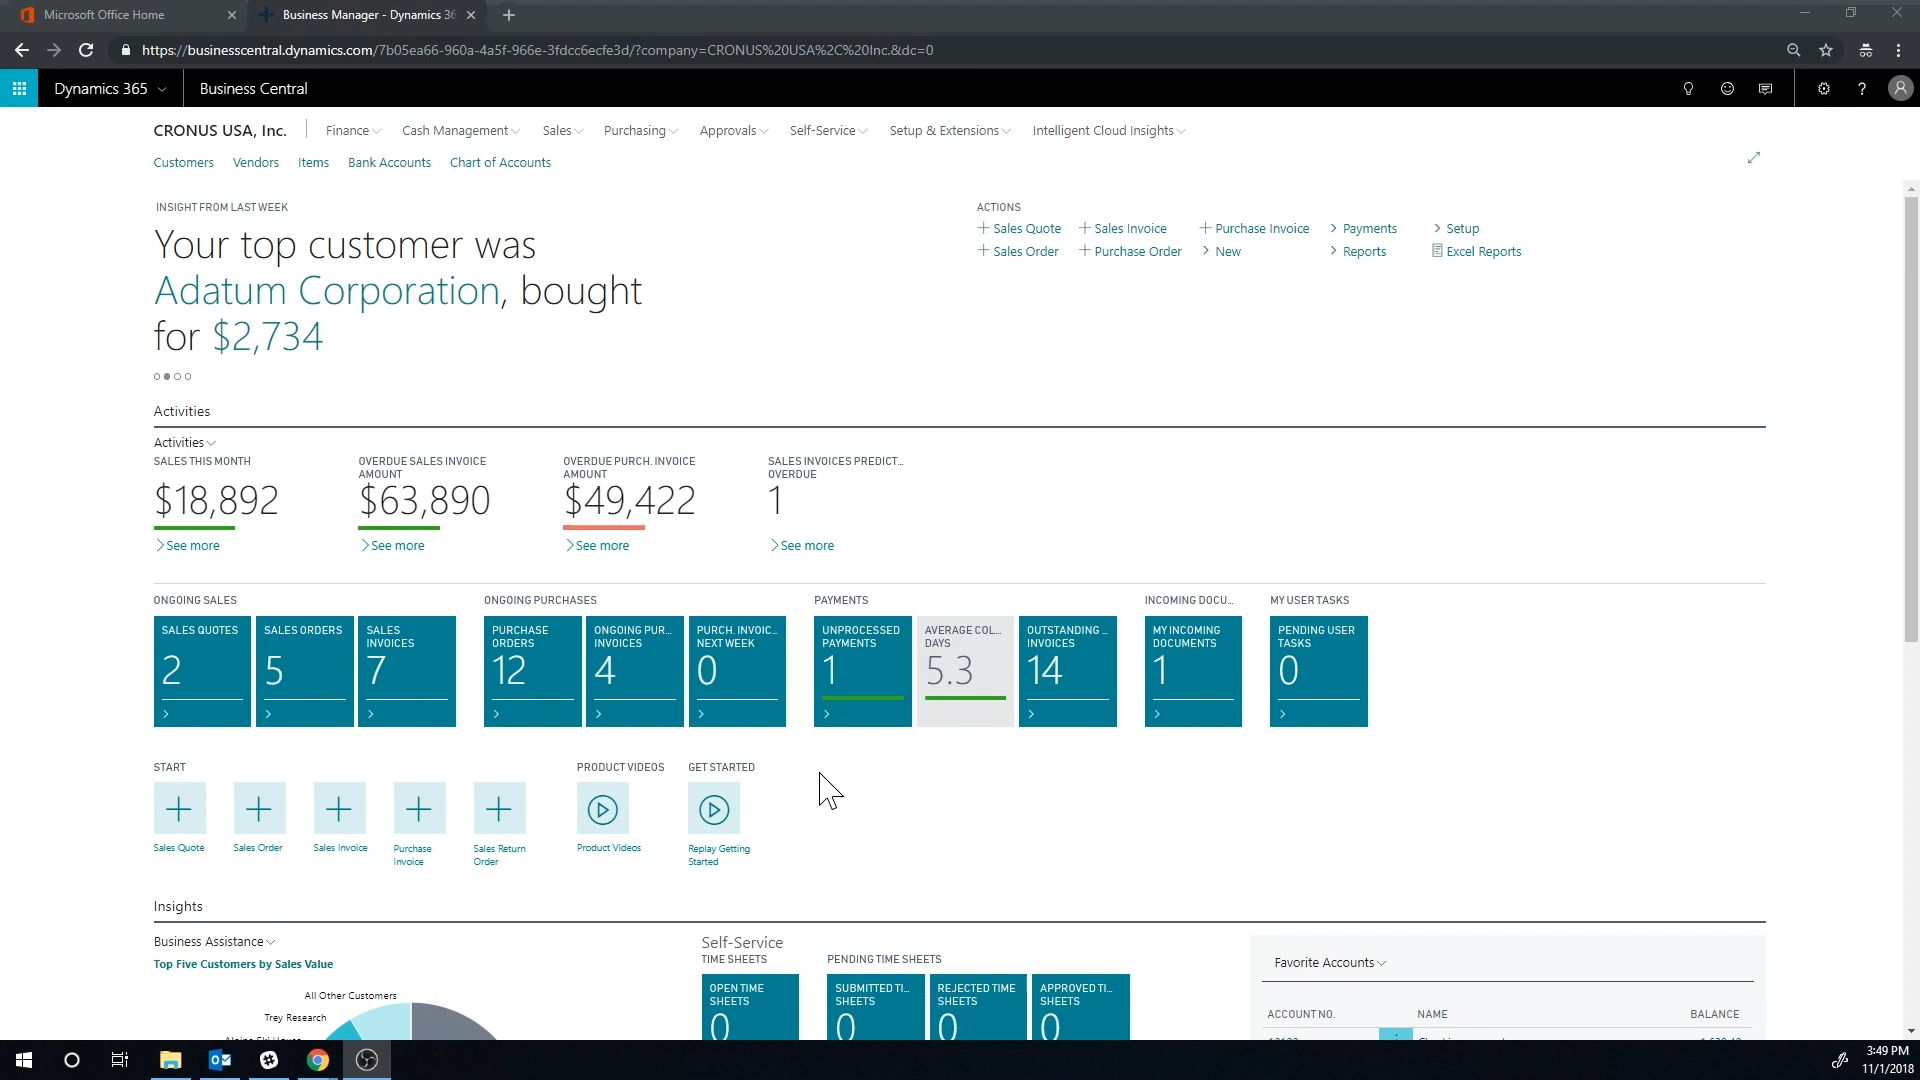 Microsoft Office Home
Business Manager - Dynamics 36
https://businesscentral.dynamics.com/7b05ea66-960a-4a5f-966e-3fdcc6ecfe3d/?company=CRONUS%20USA%2C%20Inc.&dc=0
Dynamics 365
Business Central
?
CRONUS USA, Inc.
Finance
Cash Management
Sales
Purchasing
Approvals
Self-Service
Setup & Extensions
Intelligent Cloud Insights
Customers
Vendors
Items
Bank Accounts
Chart of Accounts
INSIGHT FROM LAST WEEK
Your top customer was
Adatum Corporation, bought
for $2,734
ACTIONS
+ Sales Quote
+ Sales Invoice
+ Purchase Invoice
> Payments
> Setup
+ Sales Order
+ Purchase Order
> New
> Reports
Excel Reports
Activities
Activities
SALES THIS MONTH
$18,892
>See more
OVERDUE SALES INVOICE
AMOUNT
$63,890
>See more
OVERDUE PURCH. INVOICE
AMOUNT
$49,422
>See more
SALES INVOICES PREDICT...
OVERDUE
1
>See more
ONGOING SALES
SALES QUOTES
2
SALES ORDERS
5
SALES
INVOICES
7
ONGOING PURCHASES
PURCHASE
ORDERS
12
ONGOING PUR...
INVOICES
4
PURCH. INVOIC...
NEXT WEEK
0
PAYMENTS
UNPROCESSED
PAYMENTS
1
AVERAGE COL...
DAYS
5.3
OUTSTANDING ...
INVOICES
14
INCOMING DOCU...
MY INCOMING
DOCUMENTS
1
MY USER TASKS
PENDING USER
TASKS
0
START
Sales Quote
Sales Order
Sales Invoice
Purchase
Invoice
Sales Return
Order
PRODUCT VIDEOS
Product Videos
GET STARTED
Replay Getting
Started
Insights
Business Assistance
Top Five Customers by Sales Value
All Other Customers
Trey Research
Self-Service
TIME SHEETS
OPEN TIME
SHEETS
0
PENDING TIME SHEETS
SUBMITTED TI...
SHEETS
0
REJECTED TIME
SHEETS
0
APPROVED TI...
SHEETS
0
Favorite Accounts
ACCOUNT NO.
NAME
BALANCE
3:49 PM
11/1/2018